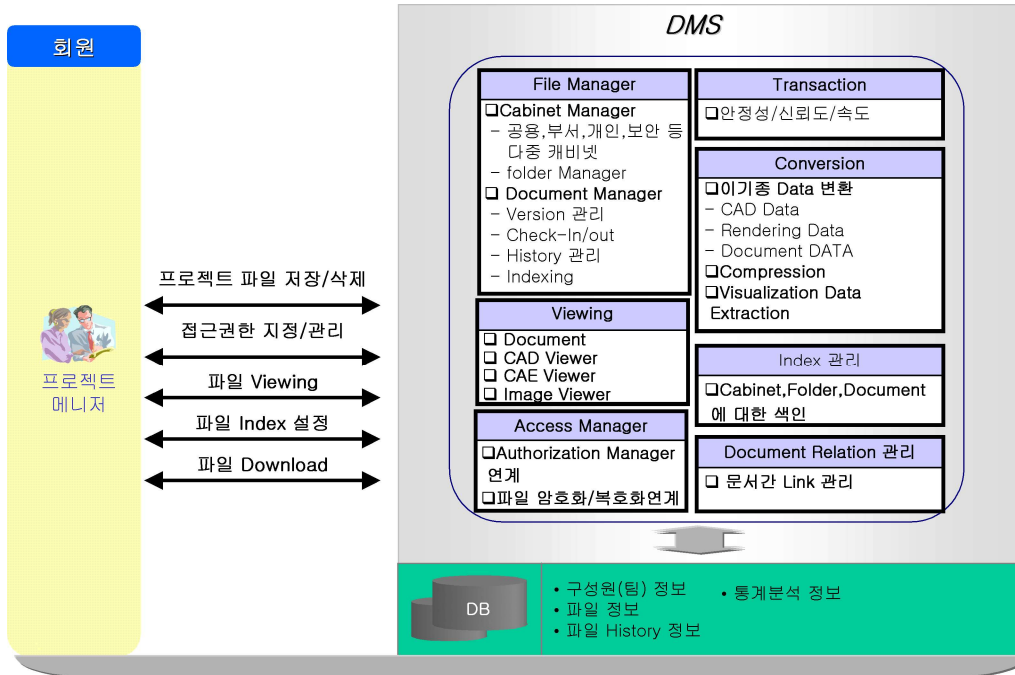 회원
프로젝트
메니저
프로젝트 파일 저장/삭제
접근권한 지정/관리
파일 Viewing
파일 Index 설정
파일 Download
DMS
File Manager
❑Cabinet Manager
- 공용,부서,개인,보안 등
다중 캐비넷
- folder Manager
❑ Document Manager
- Version 관리
- Check-In/out
- History 관리
- Indexing
Viewing
❑ Document
❑ CAD Viewer
❑ CAE Viewer
❑ Image Viewer
Access Manager
❑Authorization Manager
연계
❑파일 암호화/복호화연계
Transaction
❑안정성/신뢰도/속도
Conversion
❑이기종 Data 변환
- CAD Data
- Rendering Data
- Document DATA
❑Compression
❑Visualization Data
Extraction
Index 관리
❑Cabinet,Folder,Document
에 대한 색인
Document Relation 관리
❑ 문서간 Link 관리
DB
• 구성원(팀) 정보
• 파일 정보
• 파일 History 정보
• 통계분석 정보